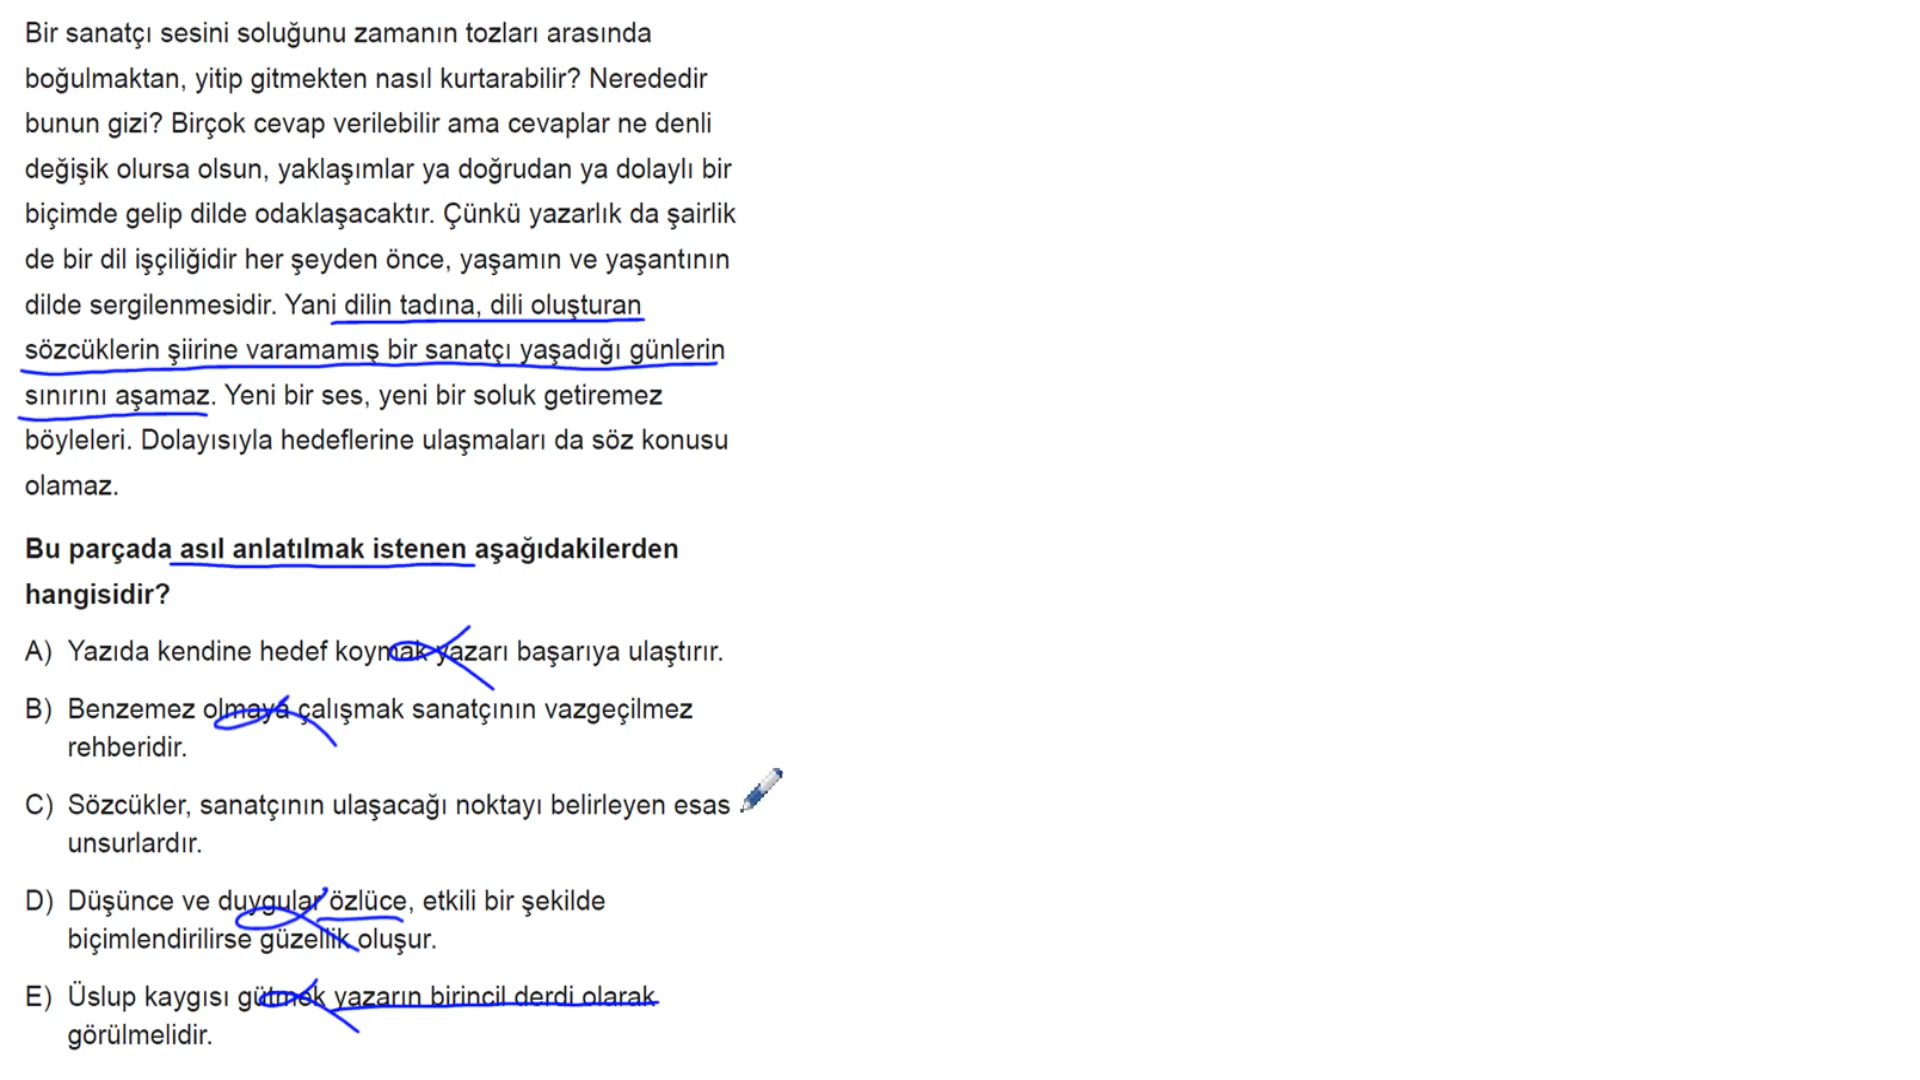 Bir sanatçı sesini soluğunu zamanın tozları arasında
boğulmaktan, yitip gitmekten nasıl kurtarabilir? Nerededir
bunun gizi? Birçok cevap verilebilir ama cevaplar ne denli
değişik olursa olsun, yaklaşımlar ya doğrudan ya dolaylı bir
biçimde gelip dilde odaklaşacaktır. Çünkü yazarlık da şairlik
de bir dil işçiliğidir her şeyden önce, yaşamın ve yaşantının
dilde sergilenmesidir. Yani dilin tadına, dili oluşturan
sözcüklerin şiirine varamamış bir sanatçı yaşadığı günlerin
sınırını aşamaz. Yeni bir ses, yeni bir soluk getiremez
böyleleri. Dolayısıyla hedeflerine ulaşmaları da söz konusu
olamaz.
Bu parçada asıl anlatılmak istenen aşağıdakilerden
hangisidir?
A) Yazıda kendine hedef koymak yazarı başarıya ulaştırır.
B) Benzemez olmaya çalışmak sanatçının vazgeçilmez
rehberidir.
C) Sözcükler, sanatçının ulaşacağı noktayı belirleyen esas
unsurlardır.
D) Düşünce ve duygular özlüce, etkili bir şekilde
biçimlendirilirse güzellik oluşur.
E) Üslup kaygısı gütmek yazarın birincil derdi olarak
görülmelidir.